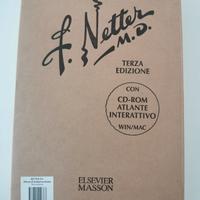 F. Netter
M.D.
TERZA
EDIZIONE
CON
CD-ROM
ATLANTE
INTERATTIVO
WIN/MAC
ELSEVIER
MASSON